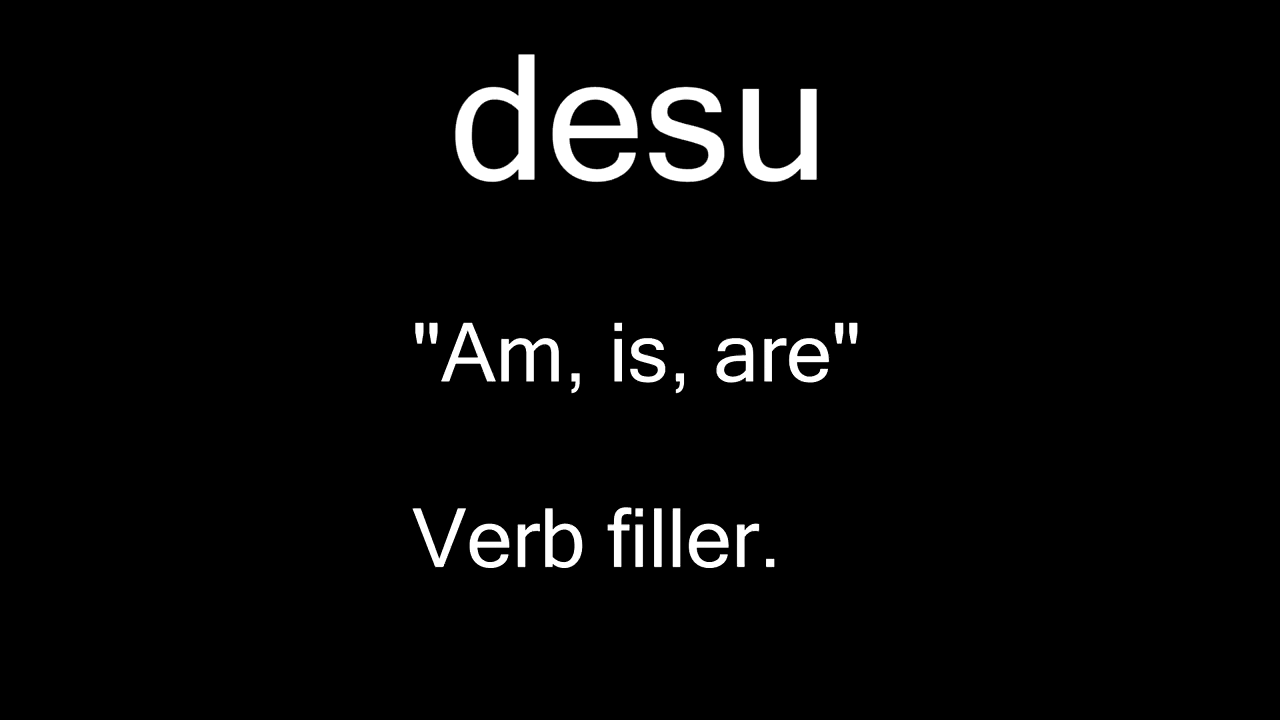 desu
"Am, is, are"
Verb filler.